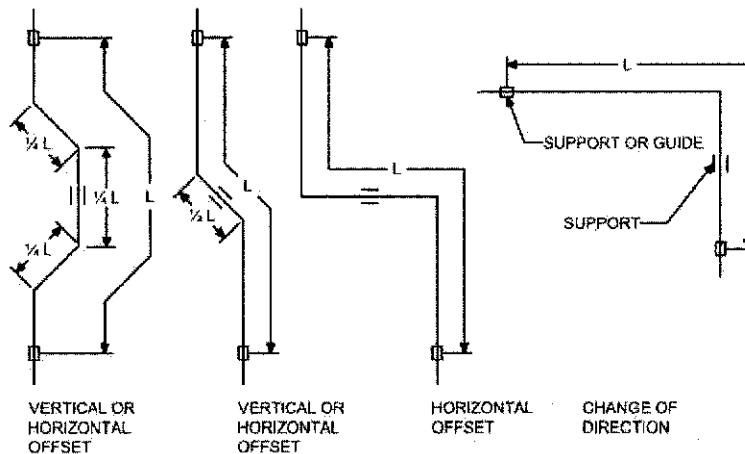 L
SUPPORT OR GUIDE
¼ L
¼ L
L
L
L
½ L
SUPPORT
¼ L
VERTICAL OR
HORIZONTAL
OFFSET
VERTICAL OR
HORIZONTAL
OFFSET
HORIZONTAL
OFFSET
CHANGE OF
DIRECTION